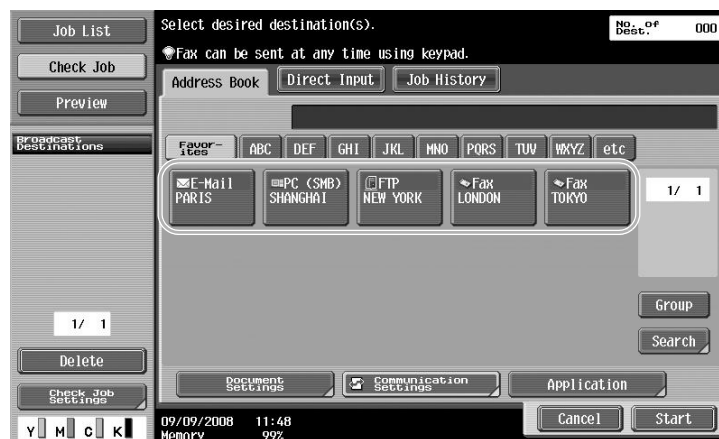 Job List
Check Job
Preview
Broadcast
Destinations
1/ 1
Delete
Check Job
Settings
Y M C K
Select desired destination(s).
No. of
Dest. 000
Fax can be sent at any time using keypad.
Address Book Direct Input Job History
Favor-
ites ABC DEF GHI JKL MNO PQRS TUV WXYZ etc
E-Mail PC (SMB) FTP Fax Fax
PARIS SHANGHAI NEW YORK LONDON TOKYO
1/ 1
Group
Search
Document
Settings
Communication
Settings
Application
09/09/2008 11:48
Memory 99%
Cancel Start